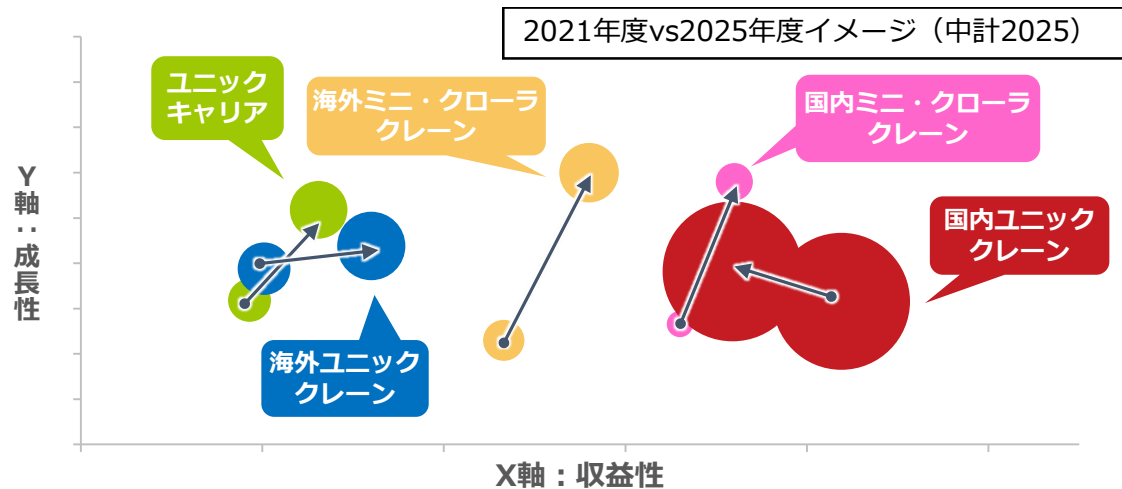 2021年度vs2025年度イメージ（中計2025）
ユニック
キャリア
海外ミニ・クローラ
クレーン
国内ミニ・クローラ
クレーン
国内ユニック
クレーン
海外ユニック
クレーン
Y軸：成長性
X軸：収益性